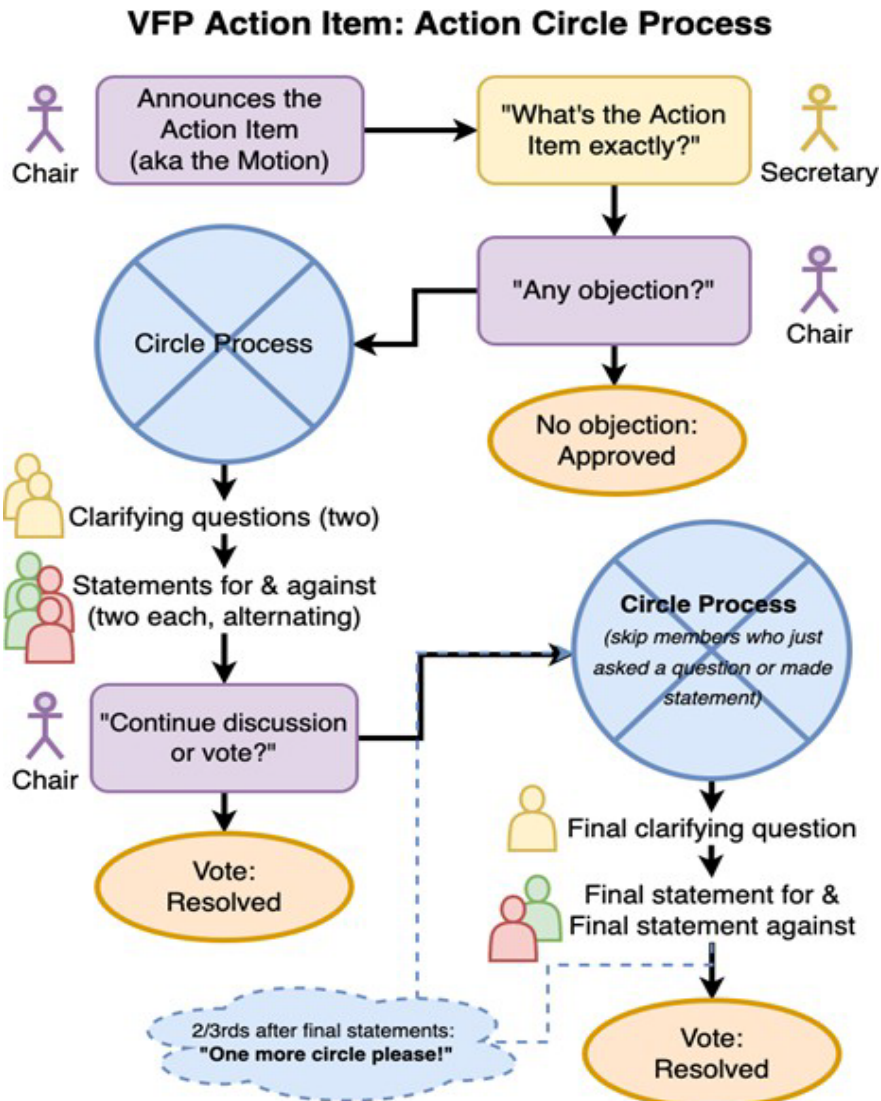 VFP Action Item: Action Circle Process
Announces the
Action Item
(aka the Motion)
Chair
"What's the Action
Item exactly?"
Secretary
"Any objection?"
Chair
No objection:
Approved
Circle Process
Clarifying questions (two)
Statements for & against
(two each, alternating)
"Continue discussion
or vote?"
Chair
Vote:
Resolved
Circle Process
(skip members who just
asked a question or made
statement)
Final clarifying question
Final statement for &
Final statement against
2/3rds after final statements:
"One more circle please!"
Vote:
Resolved